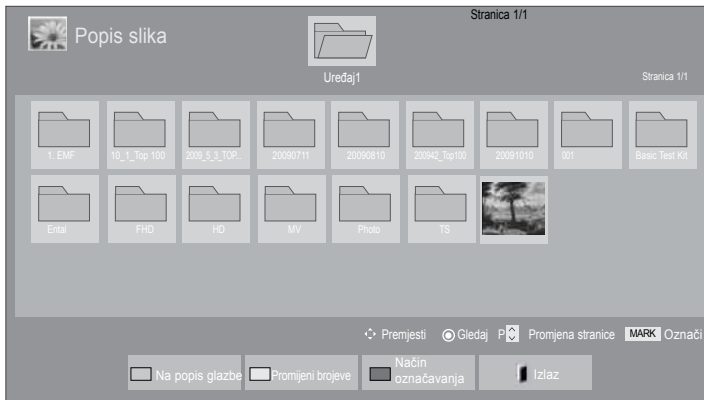 Stranica 1/1
Popis slika
Uređaj1
Stranica 1/1
1. EMF
10_1_Top 100
2009_5_3_TOP...
20090711
20090810
200942_Top100
20091010
001
Basic Test Kit
Ental
FHD
HD
MV
Photo
TS
Premjesti
Gledaj
P
Promjena stranice
MARK Označi
Na popis glazbe
Promijeni brojeve
Način
označavanja
Izlaz